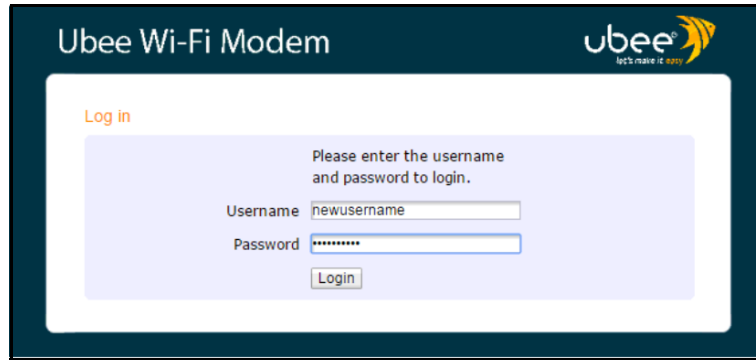 Ubee Wi-Fi Modem
ubee
let's make it easy
Log in
Please enter the username
and password to login.
Username newusername
Password ••••••••••
Login